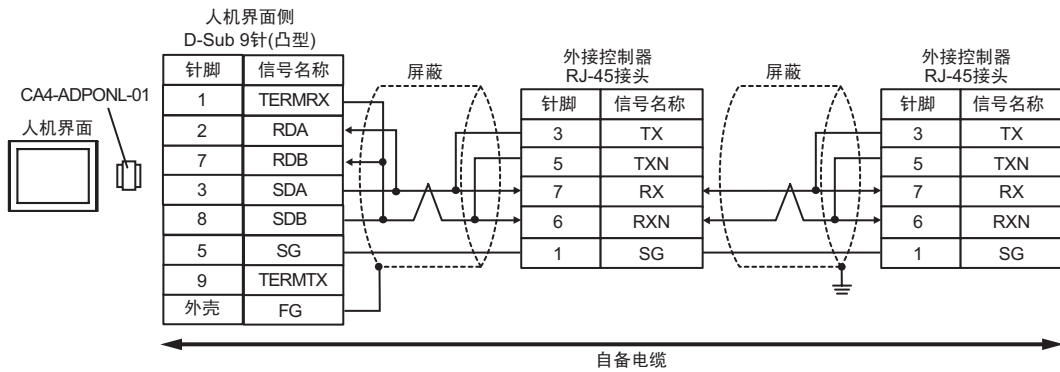 人机界面侧
D-Sub 9针(凸型)
CA4-ADPONL-01
人机界面
针脚 信号名称
1 TERMRX
2 RDA
7 RDB
3 SDA
8 SDB
5 SG
9 TERMTX
外壳 FG
屏蔽
外接控制器
RJ-45接头
针脚 信号名称
3 TX
5 TXN
7 RX
6 RXN
1 SG
屏蔽
外接控制器
RJ-45接头
针脚 信号名称
3 TX
5 TXN
7 RX
6 RXN
1 SG
自备电缆